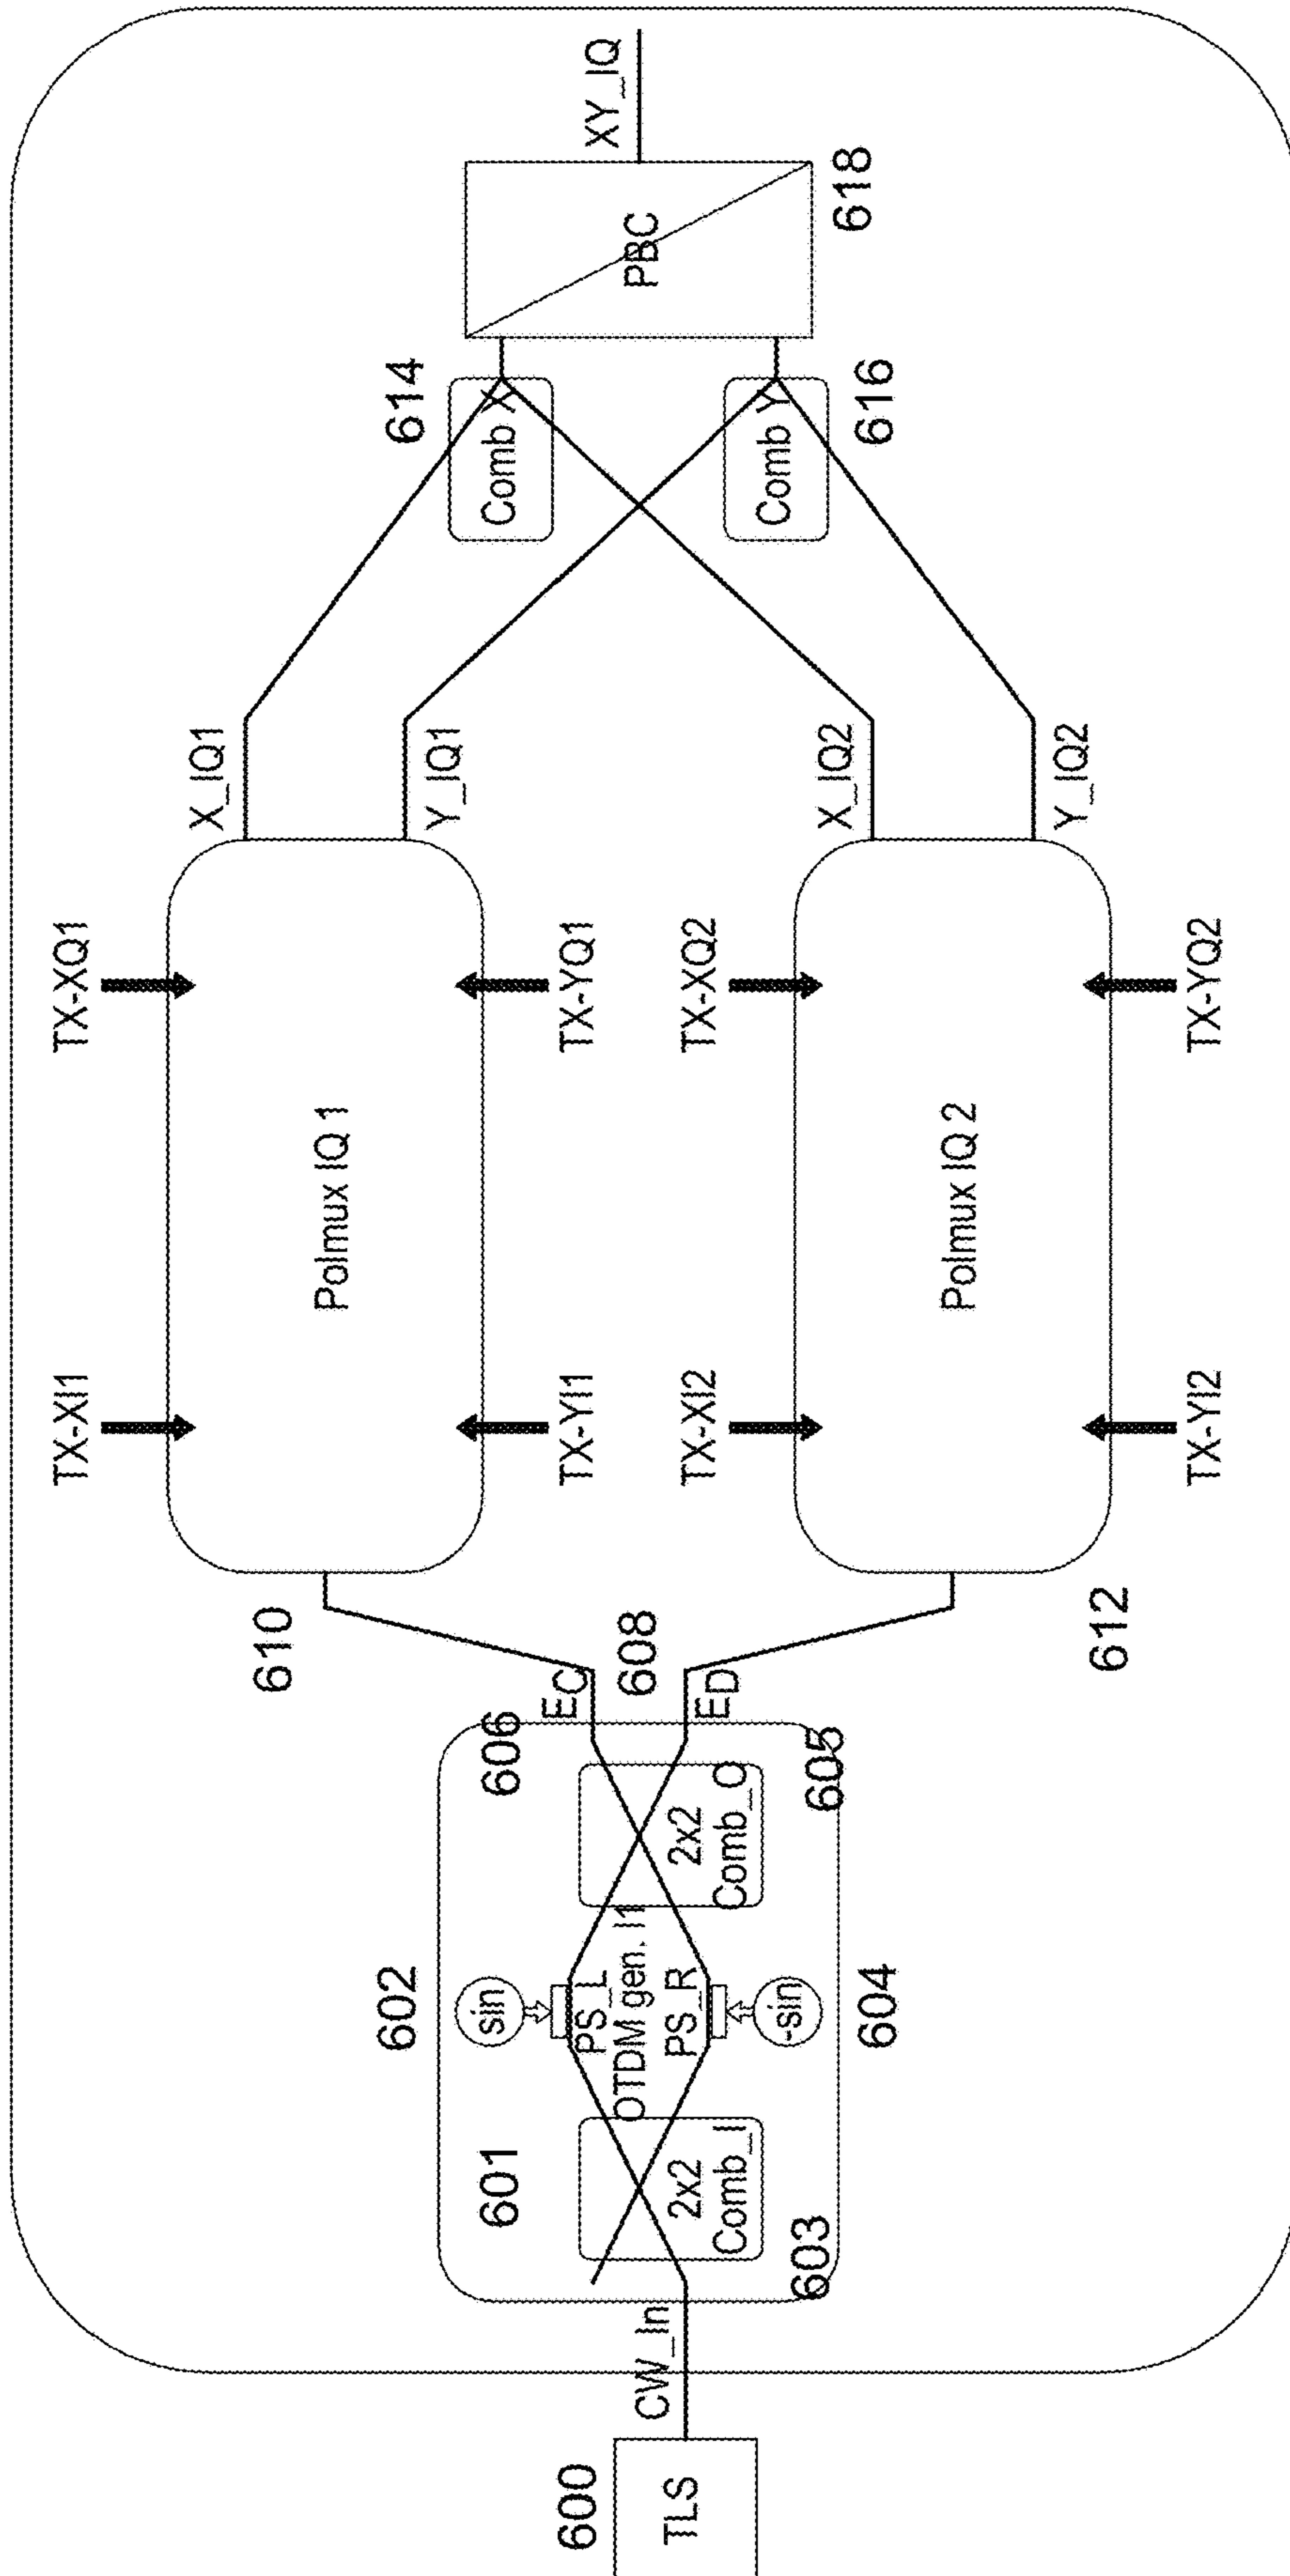 600
TLS
CW_In
601
603
2x2
Comb_I
602
sin
PS_L
OTDM gen. I1
PS_R
-sin
604
2x2
Comb_O
605
606
EC
608
ED
610
TX-XI1
TX-XQ1
Polmux IQ 1
TX-YI1
TX-YQ1
X_IQ1
Y_IQ1
612
TX-XI2
TX-XQ2
Polmux IQ 2
TX-YI2
TX-YQ2
X_IQ2
Y_IQ2
614
Comb X
Comb Y
616
PBC
618
XY_IQ